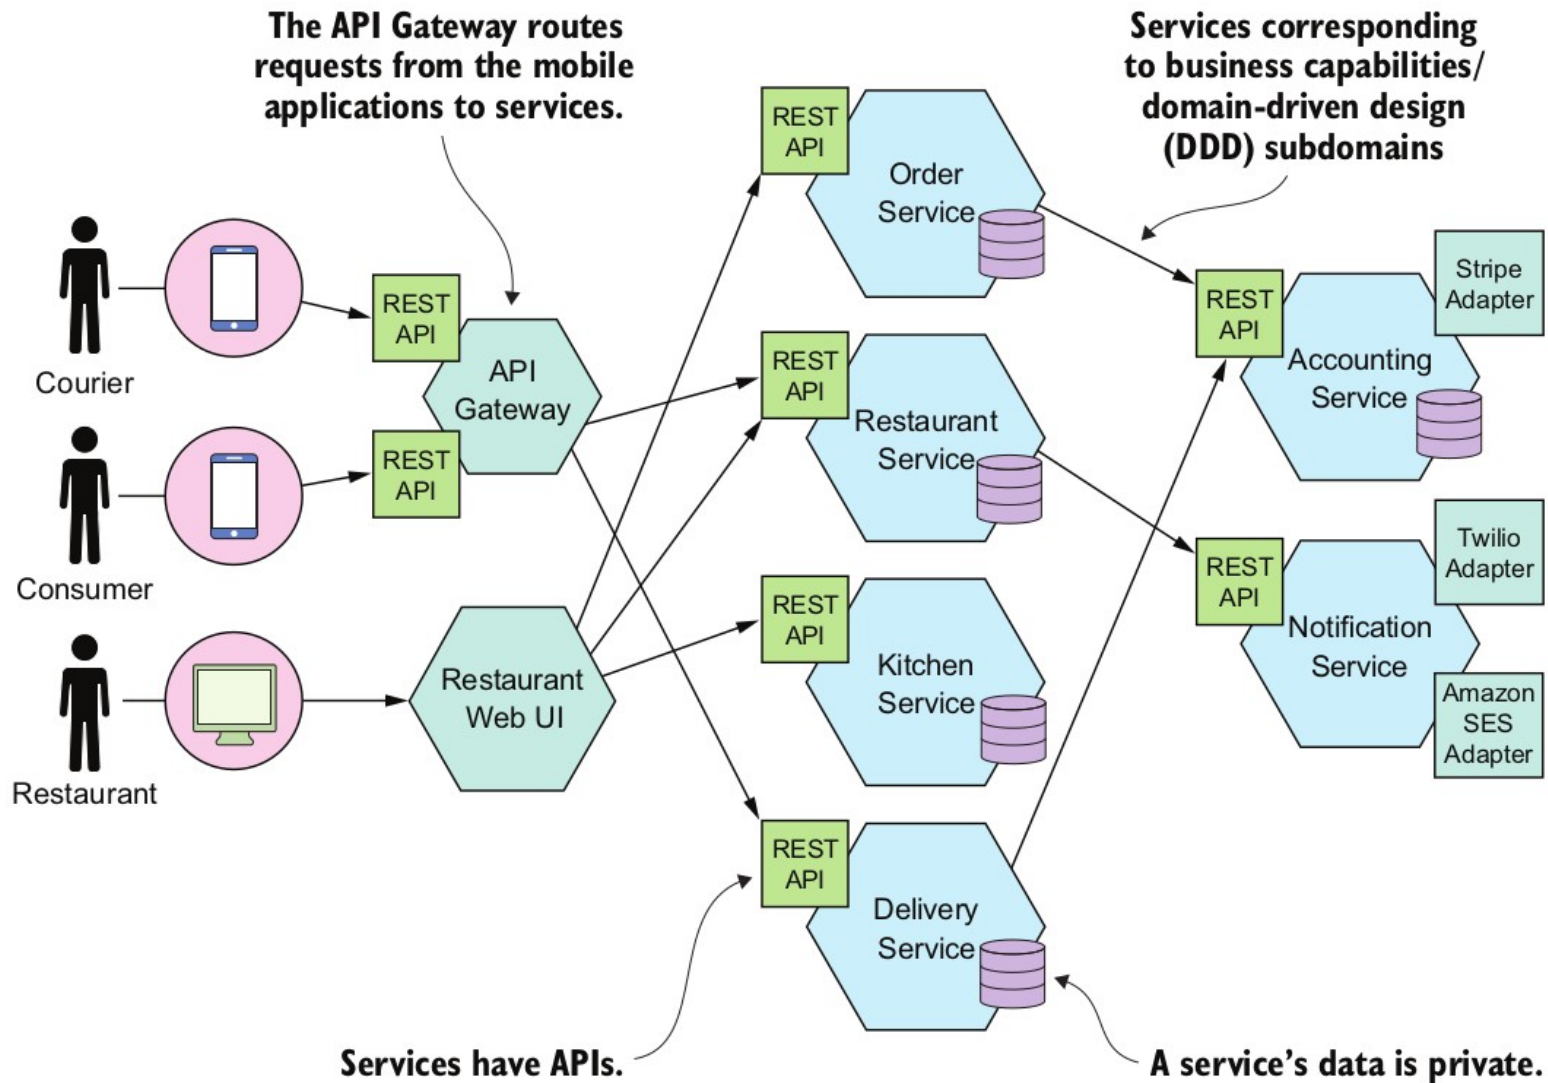 The API Gateway routes
requests from the mobile
applications to services.
Services corresponding
to business capabilities/
domain-driven design
(DDD) subdomains
REST
API
Order
Service
Stripe
Adapter
REST
API
Accounting
Service
Courier
REST
API
API
Gateway
REST
API
Restaurant
Service
Consumer
REST
API
REST
API
Notification
Service
Twilio
Adapter
Amazon
SES
Adapter
Restaurant
Restaurant
Web UI
REST
API
Kitchen
Service
REST
API
Delivery
Service
Services have APIs.
A service's data is private.